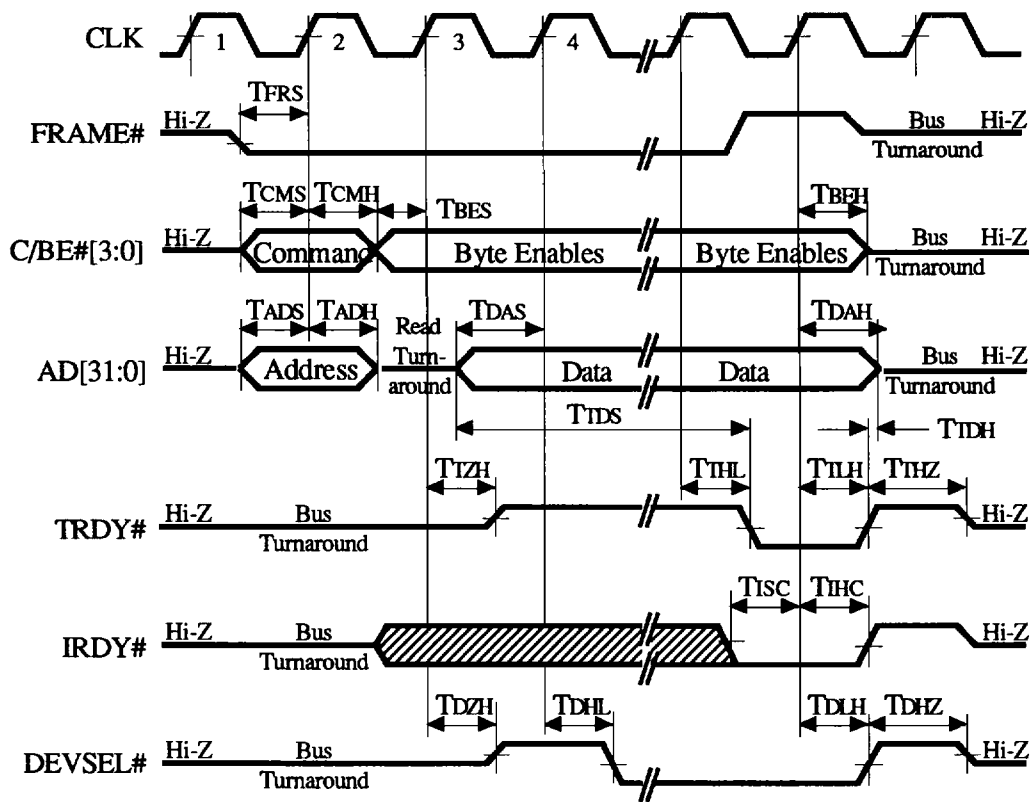 CLK 1 2 3 4
TFRS
FRAME# Hi-Z Bus Hi-Z
Turnaround
TCMS TCMH TBES TBEH
C/BE#[3:0] Hi-Z Command Byte Enables Byte Enables Bus Hi-Z
Turnaround
TADS TADH Read TDAS TDAH
AD[31:0] Hi-Z Address Turn- Data Data Bus Hi-Z
around Turnaround
TTDS TTDH
TTZH TTHL TTLH TTHZ
TRDY# Hi-Z Bus Hi-Z
Turnaround
TISC TIHC
IRDY# Hi-Z Bus Hi-Z
Turnaround
TDZH TDHL TDLH TDHZ
DEVSEL# Hi-Z Bus Hi-Z
Turnaround